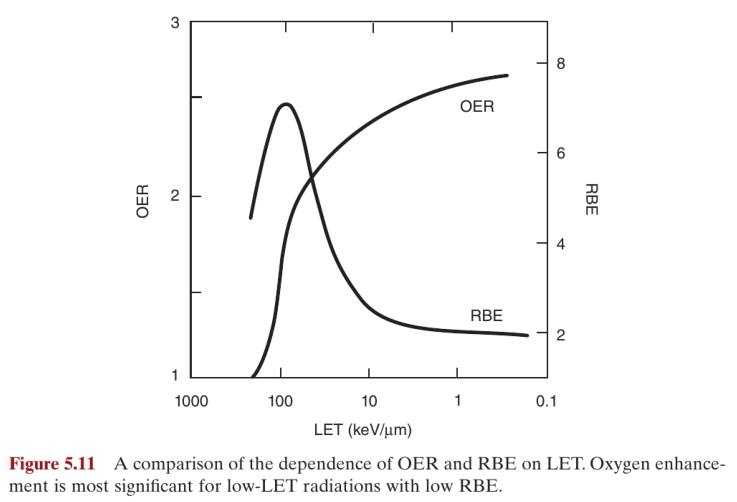 3
8
OER
6
OER
2
RBE
4
RBE
2
1
1000 100 10 1 0.1
LET (keV/μm)
Figure 5.11 A comparison of the dependence of OER and RBE on LET. Oxygen enhance-
ment is most significant for low-LET radiations with low RBE.